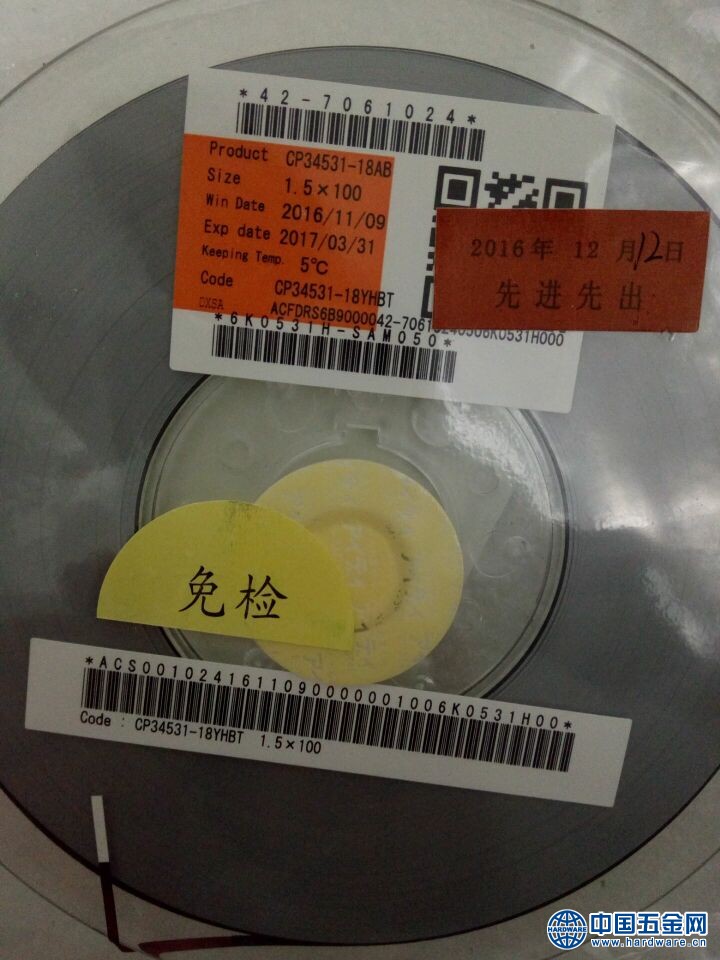 *42-7061024*
Product CP34531-18AB
Size 1.5×100
Win Date 2016/11/09
Exp date 2017/03/31
Keeping Temp. 5℃
Code CP34531-18YHBT
DXSA
*6K0531H-SAM050*
2016年 12 月12日
先进先出
免检
*ACS0010241611090000001006K0531H00*
Code : CP34531-18YHBT 1.5×100
HARDWARE
中国五金网
www.hardware.cn